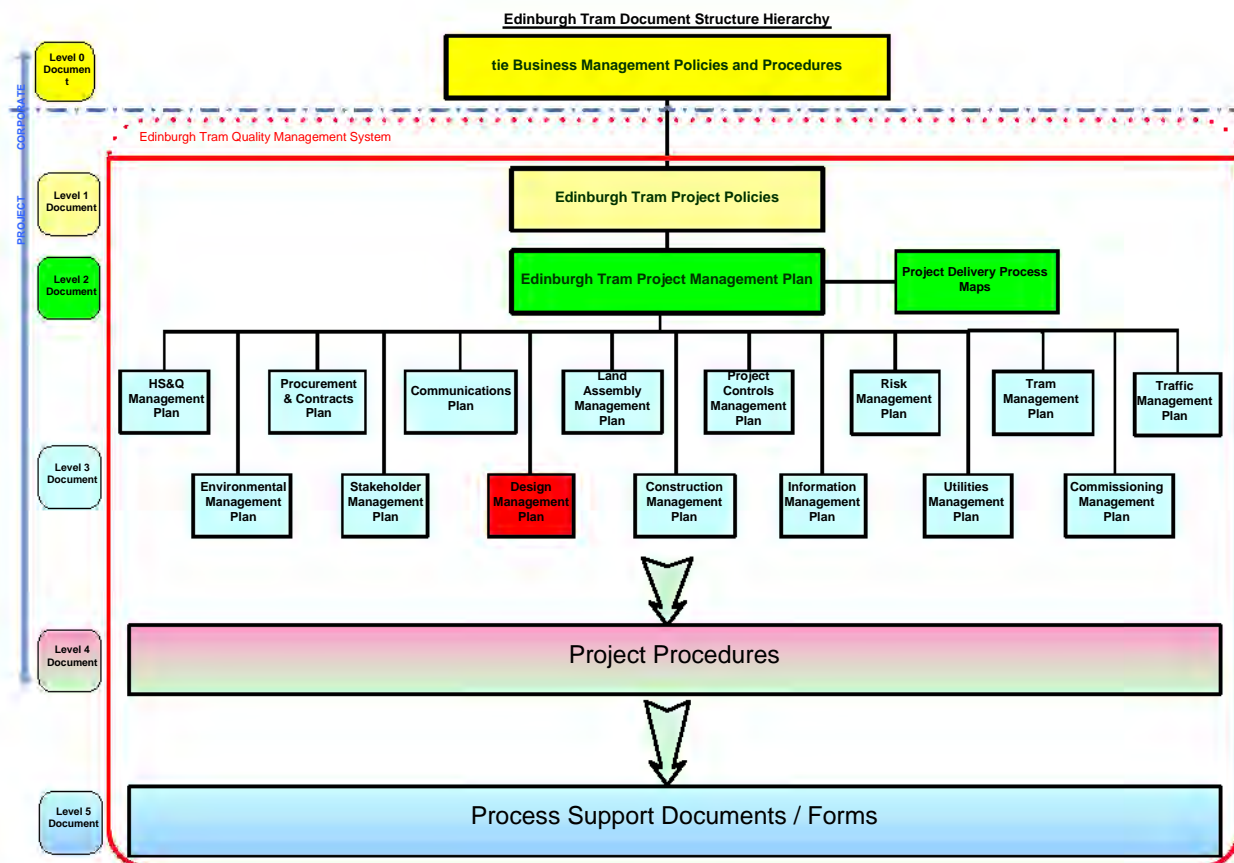 Edinburgh Tram Document Structure Hierarchy
Level 0
Documen
t
tie Business Management Policies and Procedures
CORPORATE
Edinburgh Tram Quality Management System
Level 1
Document
Edinburgh Tram Project Policies
PROJECT
Level 2
Document
Edinburgh Tram Project Management Plan
Project Delivery Process
Maps
HS&Q
Management
Plan
Procurement
& Contracts
Plan
Communications
Plan
Land
Assembly
Management
Plan
Project
Controls
Management
Plan
Risk
Management
Plan
Tram
Management
Plan
Traffic
Management
Plan
Level 3
Document
Environmental
Management
Plan
Stakeholder
Management
Plan
Design
Management
Plan
Construction
Management
Plan
Information
Management
Plan
Utilities
Management
Plan
Commissioning
Management
Plan
Level 4
Document
Project Procedures
Level 5
Document
Process Support Documents / Forms